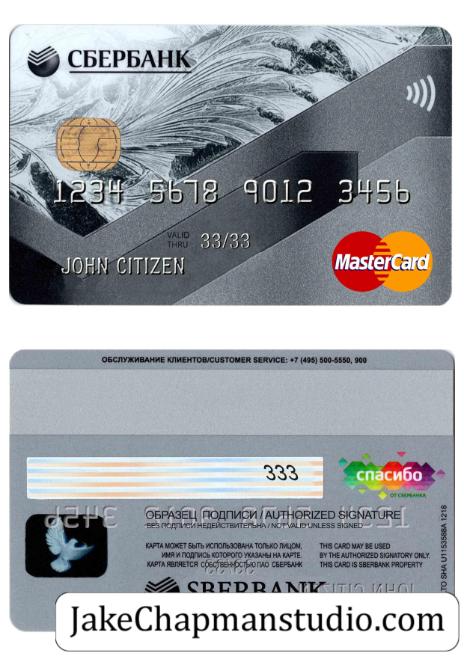 СБЕРБАНК
1234 5678 9012 3456
VALID
THRU 33/33
JOHN CITIZEN
MasterCard
ОБСЛУЖИВАНИЕ КЛИЕНТОВ/CUSTOMER SERVICE: +7 (495) 500-5550, 900
333
спасибо
ОТ СБЕРБАНКА
ОБРАЗЕЦ ПОДПИСИ / AUTHORIZED SIGNATURE
БЕЗ ПОДПИСИ НЕДЕЙСТВИТЕЛЬНА / NOT VALID UNLESS SIGNED
КАРТА МОЖЕТ БЫТЬ ИСПОЛЬЗОВАНА ТОЛЬКО ЛИЦОМ,
ИМЯ И ПОДПИСЬ КОТОРОГО УКАЗАНЫ НА КАРТЕ.
КАРТА ЯВЛЯЕТСЯ СОБСТВЕННОСТЬЮ ПАО СБЕРБАНК
THIS CARD MAY BE USED
BY THE AUTHORIZED SIGNATORY ONLY.
THIS CARD IS SBERBANK PROPERTY
SHA U1153588A 1218
SBERBANK
JakeChapmanstudio.com